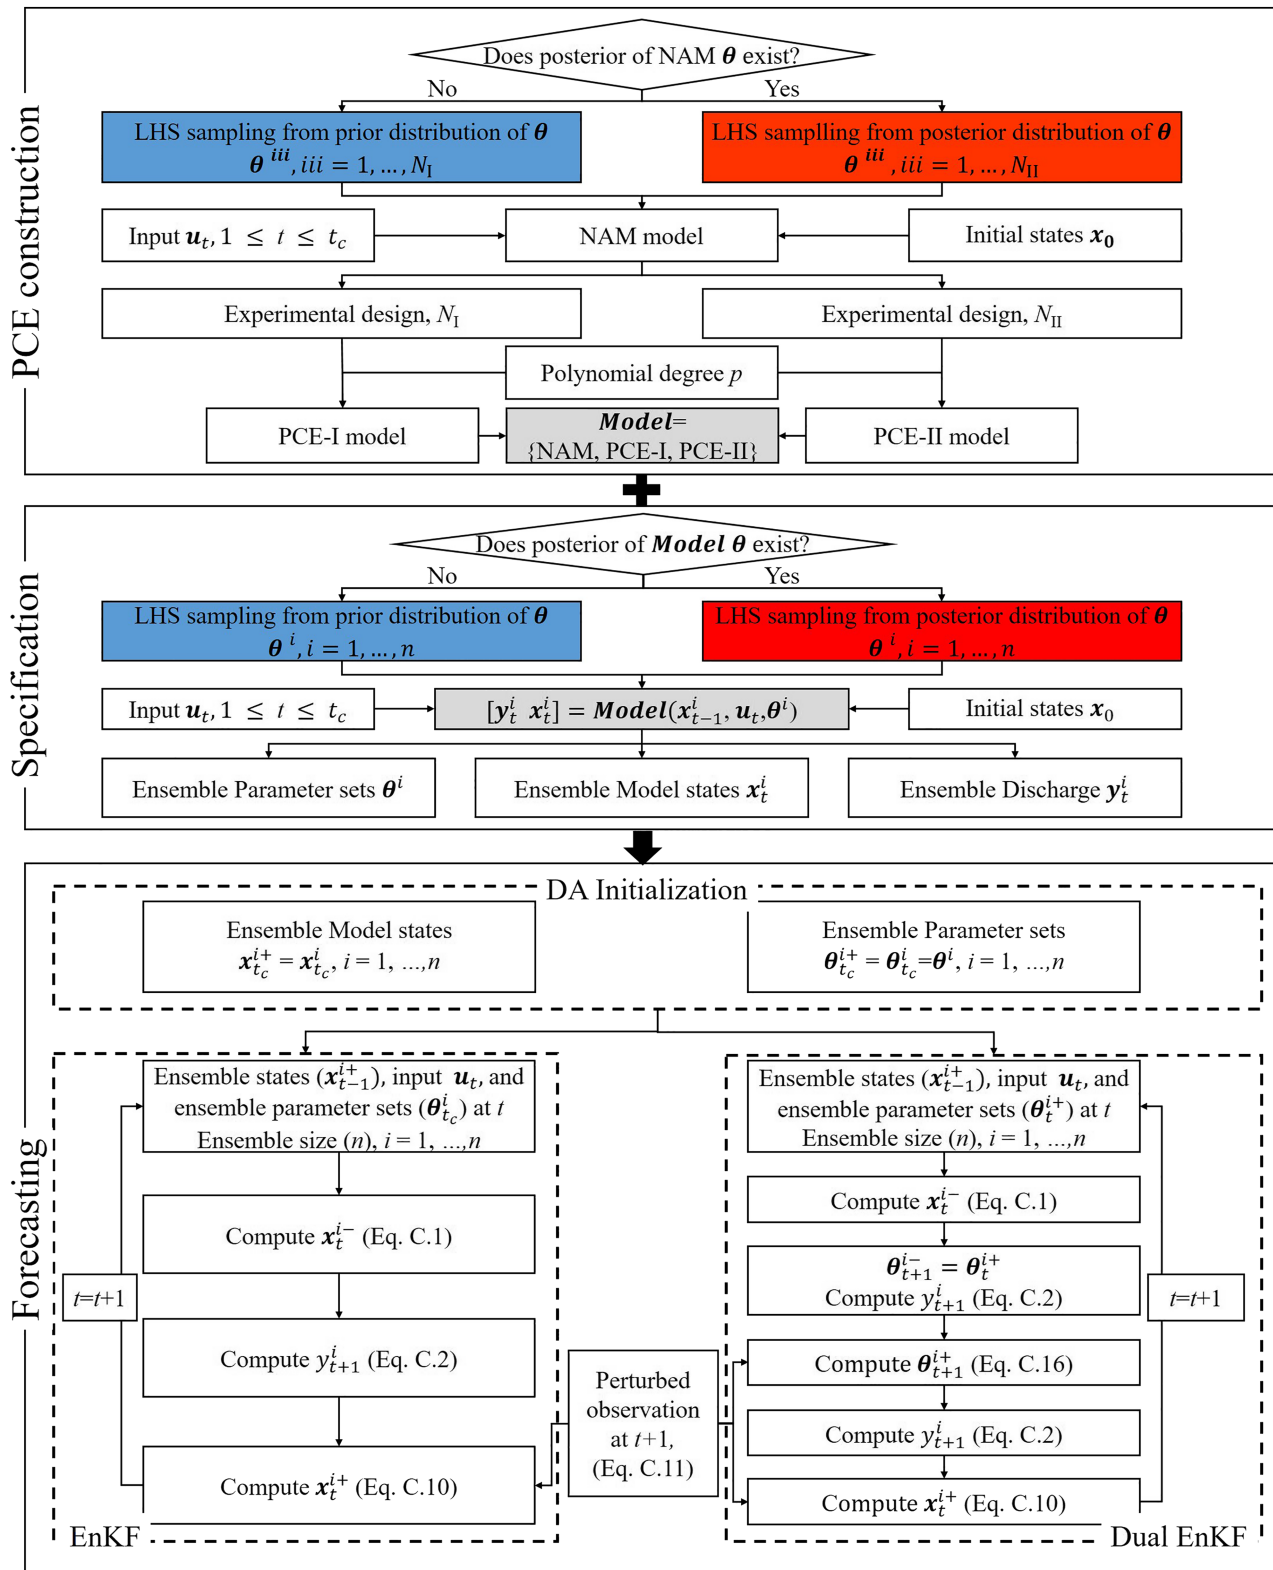 PCE construction
Does posterior of NAM θ exist?
No
Yes
LHS sampling from prior distribution of θ
θ^iii, iii = 1, …, N_I
LHS samplling from posterior distribution of θ
θ^iii, iii = 1, …, N_II
Input u_t, 1 ≤ t ≤ t_c
NAM model
Initial states x_0
Experimental design, N_I
Experimental design, N_II
Polynomial degree p
PCE-I model
Model=
{NAM, PCE-I, PCE-II}
PCE-II model
Specification
Does posterior of Model θ exist?
No
Yes
LHS sampling from prior distribution of θ
θ^i, i = 1, …, n
LHS sampling from posterior distribution of θ
θ^i, i = 1, …, n
Input u_t, 1 ≤ t ≤ t_c
[y_t^i x_t^i] = Model(x_{t-1}^i, u_t, θ^i)
Initial states x_0
Ensemble Parameter sets θ^i
Ensemble Model states x_t^i
Ensemble Discharge y_t^i
Forecasting
DA Initialization
Ensemble Model states
x_{t_c}^{i+} = x_{t_c}^i, i = 1, …,n
Ensemble Parameter sets
θ_{t_c}^{i+} = θ_{t_c}^i=θ^i, i = 1, …,n
Ensemble states (x_{t-1}^{i+}), input u_t, and
ensemble parameter sets (θ_{t_c}^i) at t
Ensemble size (n), i = 1, …,n
Compute x_t^{i-} (Eq. C.1)
t=t+1
Compute y_{t+1}^i (Eq. C.2)
Compute x_t^{i+} (Eq. C.10)
EnKF
Perturbed
observation
at t+1,
(Eq. C.11)
Ensemble states (x_{t-1}^{i+}), input u_t, and
ensemble parameter sets (θ_t^{i+}) at t
Ensemble size (n), i = 1, …,n
Compute x_t^{i-} (Eq. C.1)
θ_{t+1}^{i-} = θ_t^{i+}
Compute y_{t+1}^i (Eq. C.2)
t=t+1
Compute θ_{t+1}^{i+} (Eq. C.16)
Compute y_{t+1}^i (Eq. C.2)
Compute x_t^{i+} (Eq. C.10)
Dual EnKF